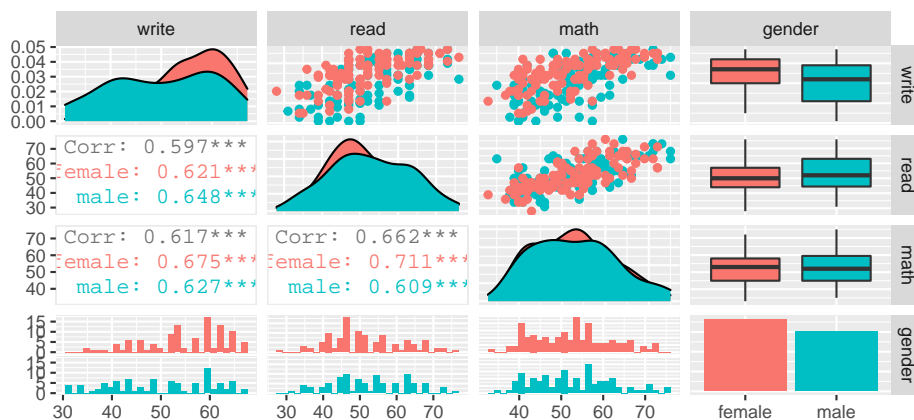 write read math gender
0.05
0.04
0.03
0.02
0.01
0.00
write
Corr: 0.597***
female: 0.621***
male: 0.648***
70
60
50
40
30
read
Corr: 0.617***
female: 0.675***
male: 0.627***
Corr: 0.662***
female: 0.711***
male: 0.609***
70
60
50
40
math
15
10
5
0
15
10
5
0
gender
30 40 50 60
30 40 50 60 70
40 50 60 70
female male